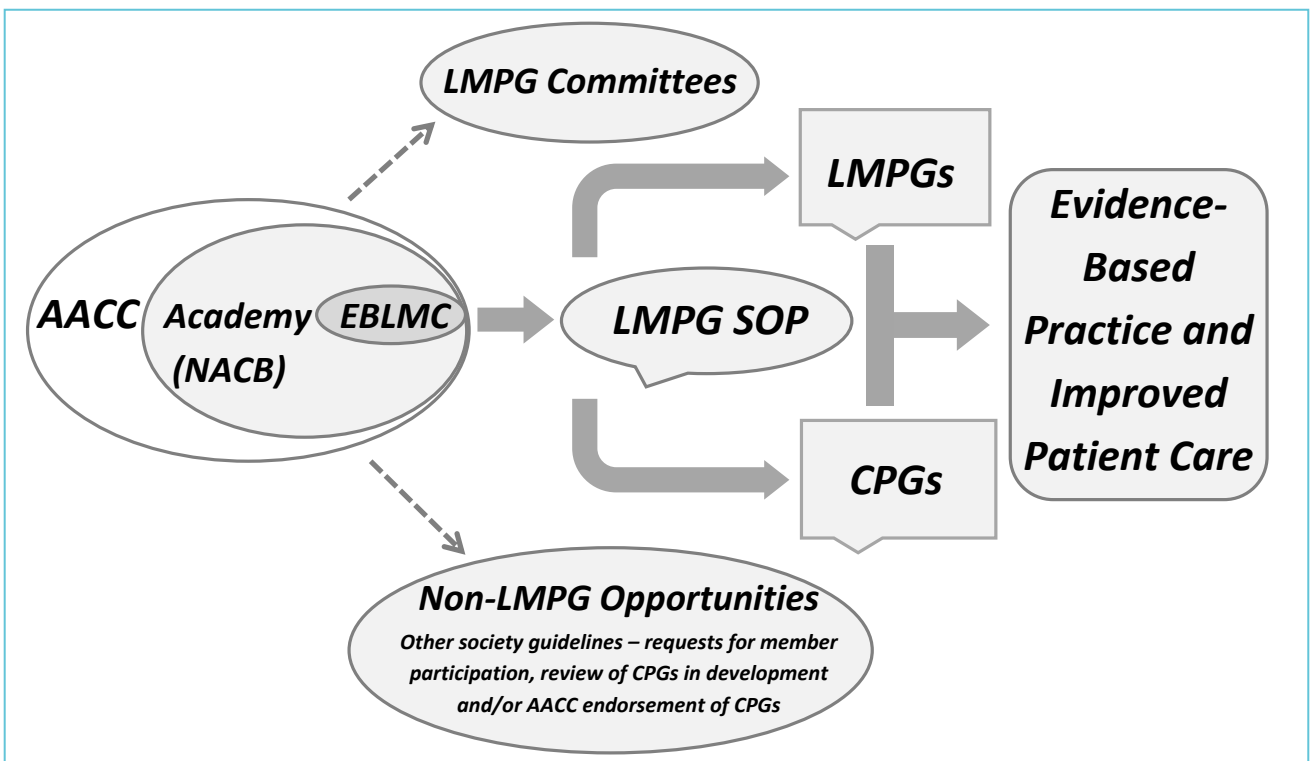 LMPG Committees
AACC
Academy
(NACB)
EBLMC
LMPG SOP
LMPGs
CPGs
Evidence-
Based
Practice and
Improved
Patient Care
Non-LMPG Opportunities
Other society guidelines – requests for member
participation, review of CPGs in development
and/or AACC endorsement of CPGs